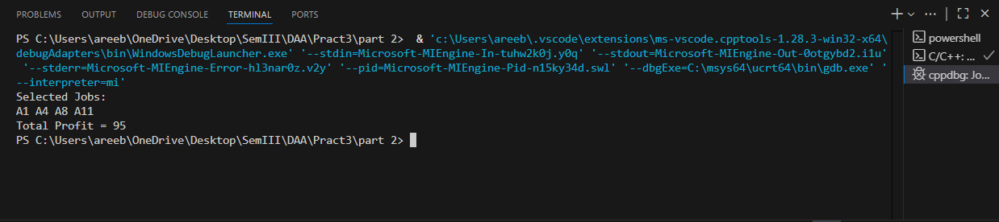 PROBLEMS OUTPUT DEBUG CONSOLE TERMINAL PORTS
PS C:\Users\areeb\OneDrive\Desktop\SemIII\DAA\Pract3\part 2>  & 'c:\Users\areeb\.vscode\extensions\ms-vscode.cpptools-1.28.3-win32-x64\
debugAdapters\bin\WindowsDebugLauncher.exe' '--stdin=Microsoft-MIEngine-In-tuhw2k0j.y0q' '--stdout=Microsoft-MIEngine-Out-0otgybd2.i1u'
'--stderr=Microsoft-MIEngine-Error-hl3nar0z.v2y' '--pid=Microsoft-MIEngine-Pid-n15ky34d.swl' '--dbgExe=C:\msys64\ucrt64\bin\gdb.exe' '
--interpreter=mi'
Selected Jobs:
A1 A4 A8 A11
Total Profit = 95
PS C:\Users\areeb\OneDrive\Desktop\SemIII\DAA\Pract3\part 2>
powershell
C/C++: ...
cppdbg: Jo...